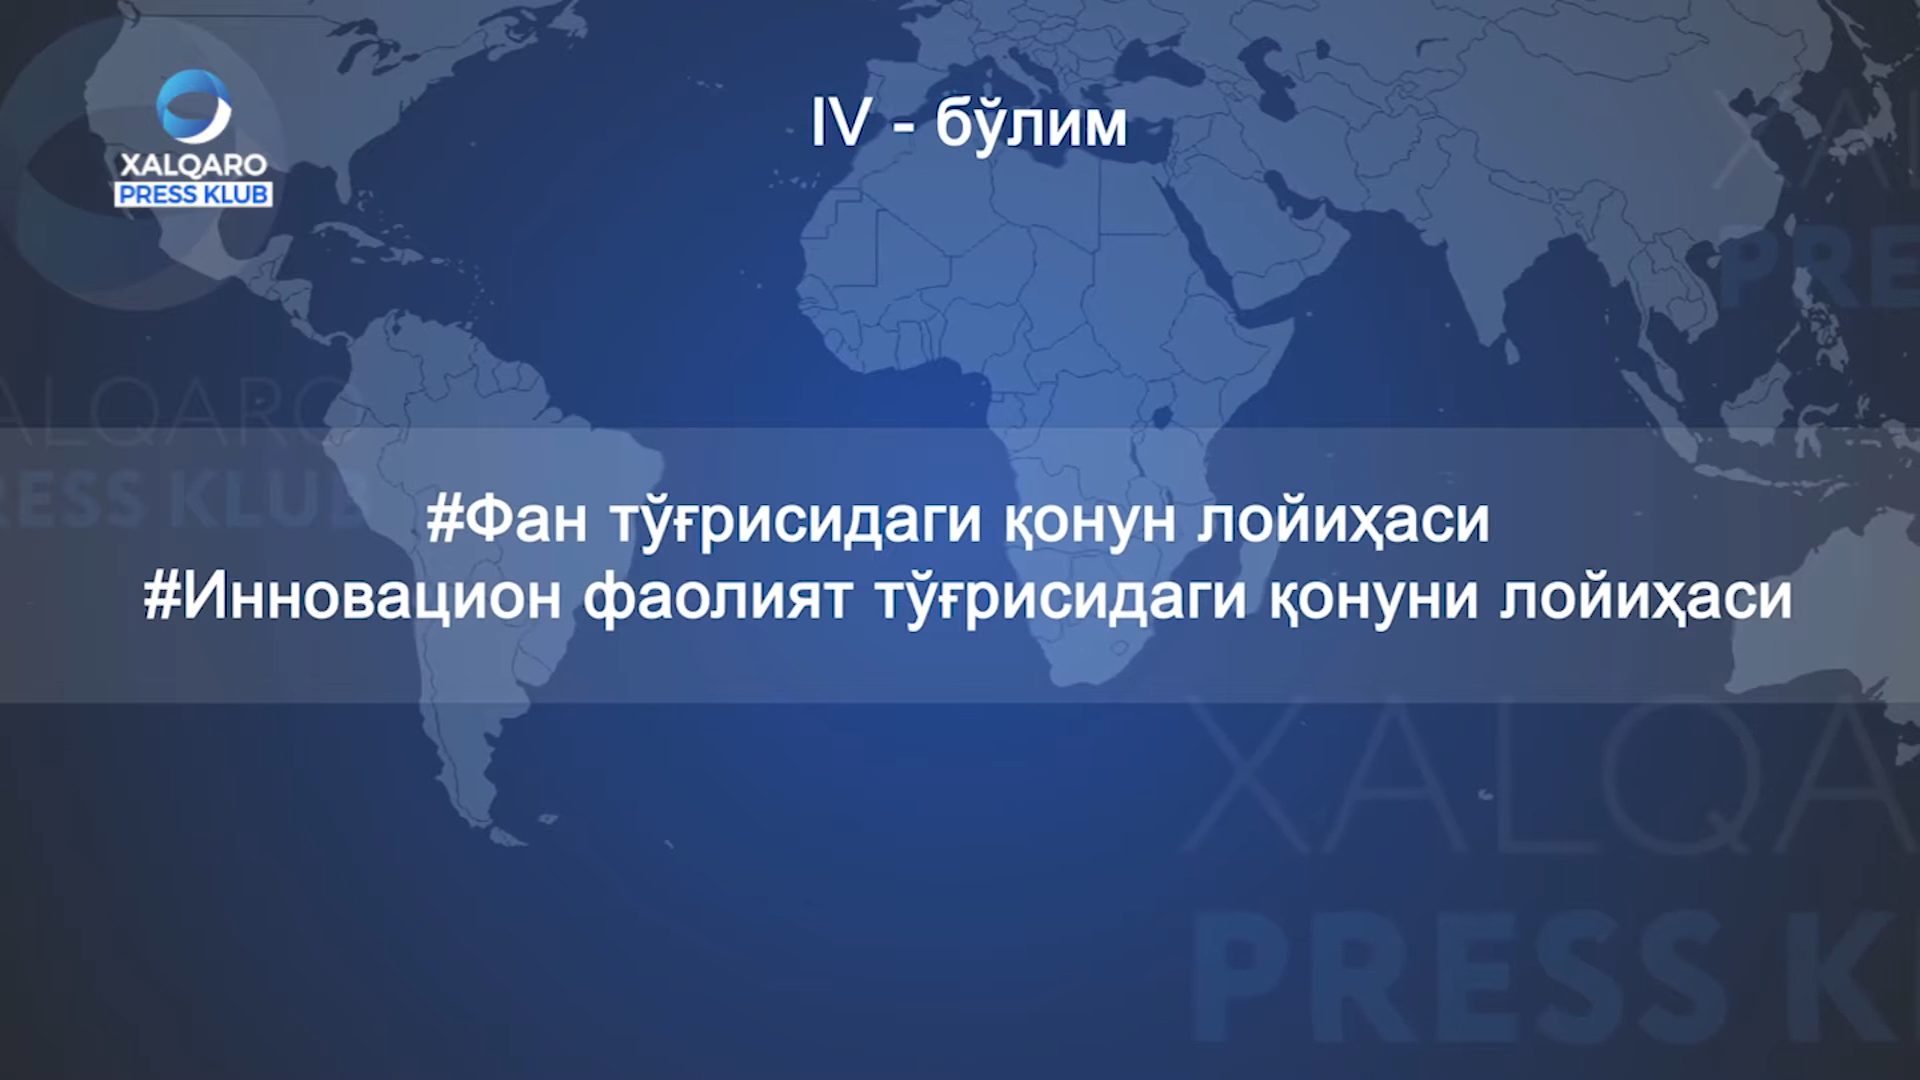 XALQARO
PRESS KLUB
IV - бўлим
#Фан тўғрисидаги қонун лойиҳаси
#Инновацион фаолият тўғрисидаги қонуни лойиҳаси